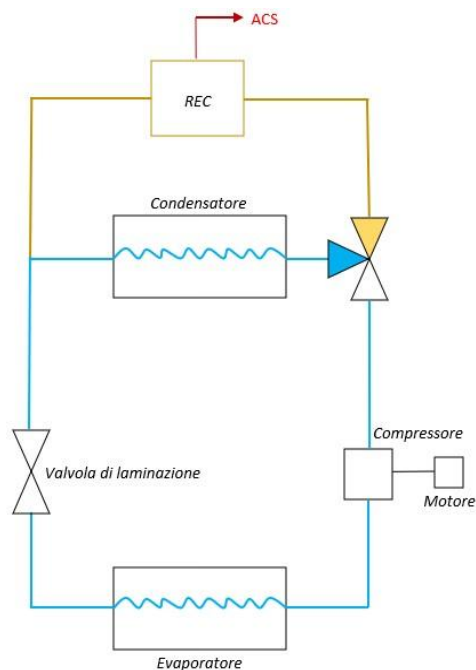 ACS
REC
Condensatore
Compressore
Valvola di laminazione
Motore
Evaporatore